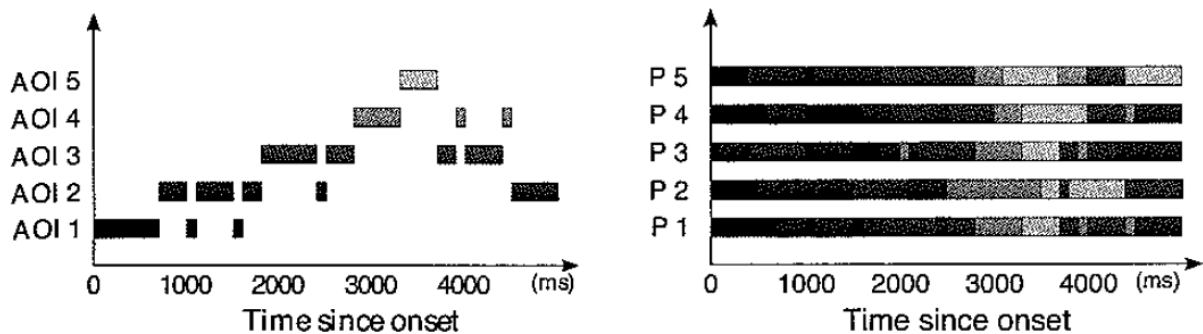 AOI 5
AOI 4
AOI 3
AOI 2
AOI 1
0 1000 2000 3000 4000 (ms)
Time since onset
P 5
P 4
P 3
P 2
P 1
0 1000 2000 3000 4000 (ms)
Time since onset